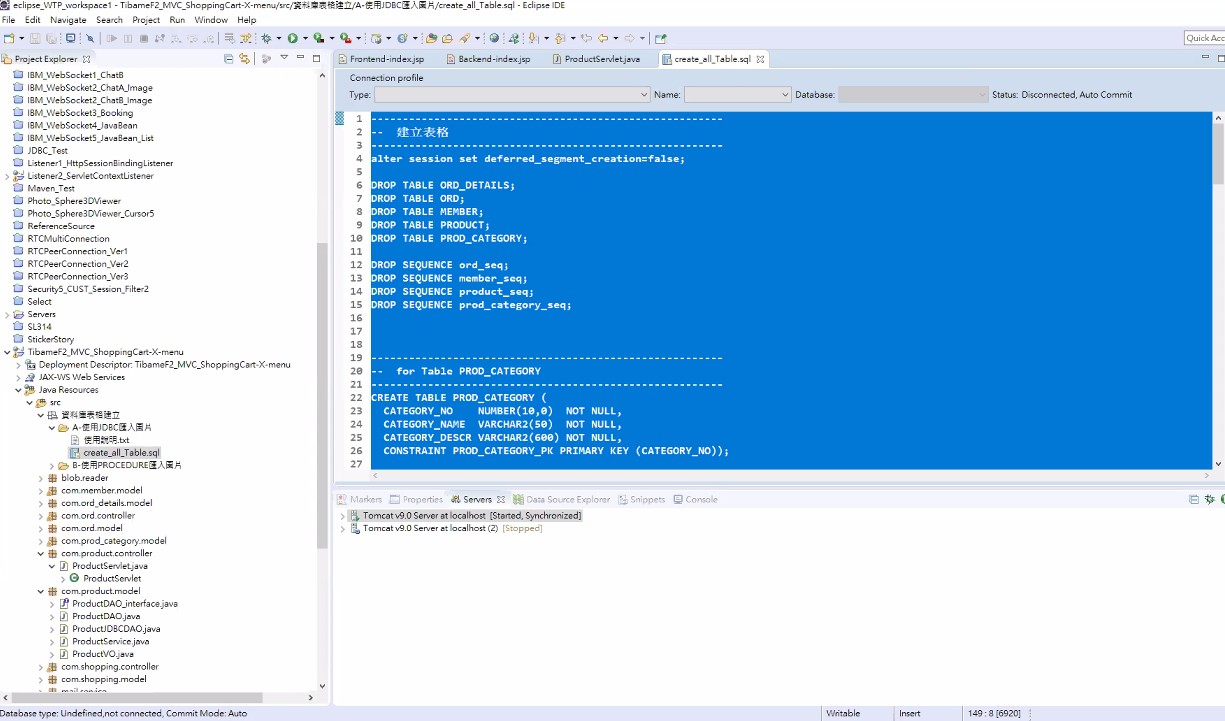 eclipse_WTP_workspace1 - TibameF2_MVC_ShoppingCart-X-menu/src/資料庫表格建立/A-使用JDBC匯入圖片/create_all_Table.sql - Eclipse IDE
File Edit Navigate Search Project Run Window Help
Quick Acc
Project Explorer
IBM_WebSocket1_ChatB
IBM_WebSocket2_ChatA_Image
IBM_WebSocket2_ChatB_Image
IBM_WebSocket3_Booking
IBM_WebSocket4_JavaBean
IBM_WebSocket5_JavaBean_List
JDBC_Test
Listener1_HttpSessionBindingListener
Listener2_ServletContextListener
Maven_Test
Photo_Sphere3DViewer
Photo_Sphere3DViewer_Cursor5
ReferenceSource
RTCMultiConnection
RTCPeerConnection_Ver1
RTCPeerConnection_Ver2
RTCPeerConnection_Ver3
Security5_CUST_Session_Filter2
Select
Servers
SL314
StickerStory
TibameF2_MVC_ShoppingCart-X-menu
Deployment Descriptor: TibameF2_MVC_ShoppingCart-X-menu
JAX-WS Web Services
Java Resources
src
資料庫表格建立
A-使用JDBC匯入圖片
使用說明.txt
create_all_Table.sql
B-使用PROCEDURE匯入圖片
blob.reader
com.member.model
com.ord_details.model
com.ord.controller
com.ord.model
com.prod_category.model
com.product.controller
ProductServlet.java
ProductServlet
com.product.model
ProductDAO_interface.java
ProductDAO.java
ProductJDBCDAO.java
ProductService.java
ProductVO.java
com.shopping.controller
com.shopping.model
mail.service
Frontend-index.jsp Backend-index.jsp ProductServlet.java create_all_Table.sql
Connection profile
Type: Name: Database: Status: Disconnected, Auto Commit
1 --------------------------------------------------------
2 -- 建立表格
3 --------------------------------------------------------
4 alter session set deferred_segment_creation=false;
5
6 DROP TABLE ORD_DETAILS;
7 DROP TABLE ORD;
8 DROP TABLE MEMBER;
9 DROP TABLE PRODUCT;
10 DROP TABLE PROD_CATEGORY;
11
12 DROP SEQUENCE ord_seq;
13 DROP SEQUENCE member_seq;
14 DROP SEQUENCE product_seq;
15 DROP SEQUENCE prod_category_seq;
16
17
18
19 --------------------------------------------------------
20 -- for Table PROD_CATEGORY
21 --------------------------------------------------------
22 CREATE TABLE PROD_CATEGORY (
23 CATEGORY_NO NUMBER(10,0) NOT NULL,
24 CATEGORY_NAME VARCHAR2(50) NOT NULL,
25 CATEGORY_DESCR VARCHAR2(600) NOT NULL,
26 CONSTRAINT PROD_CATEGORY_PK PRIMARY KEY (CATEGORY_NO));
27
Markers Properties Servers Data Source Explorer Snippets Console
Tomcat v9.0 Server at localhost [Started, Synchronized]
Tomcat v9.0 Server at localhost (2) [Stopped]
Database type: Undefined,not connected, Commit Mode: Auto Writable Insert 149 : 8 [6920]